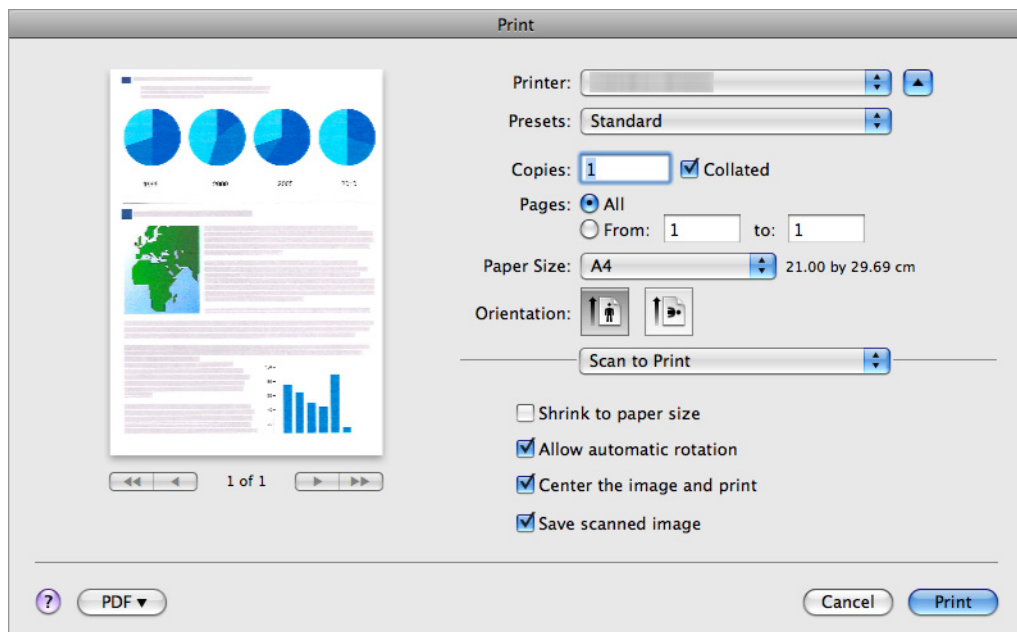 Print
Printer:
Presets: Standard
Copies: 1 Collated
Pages: All
From: 1 to: 1
Paper Size: A4 21.00 by 29.69 cm
Orientation:
Scan to Print
Shrink to paper size
Allow automatic rotation
Center the image and print
Save scanned image
2000
1 of 1
? PDF ▼ Cancel Print